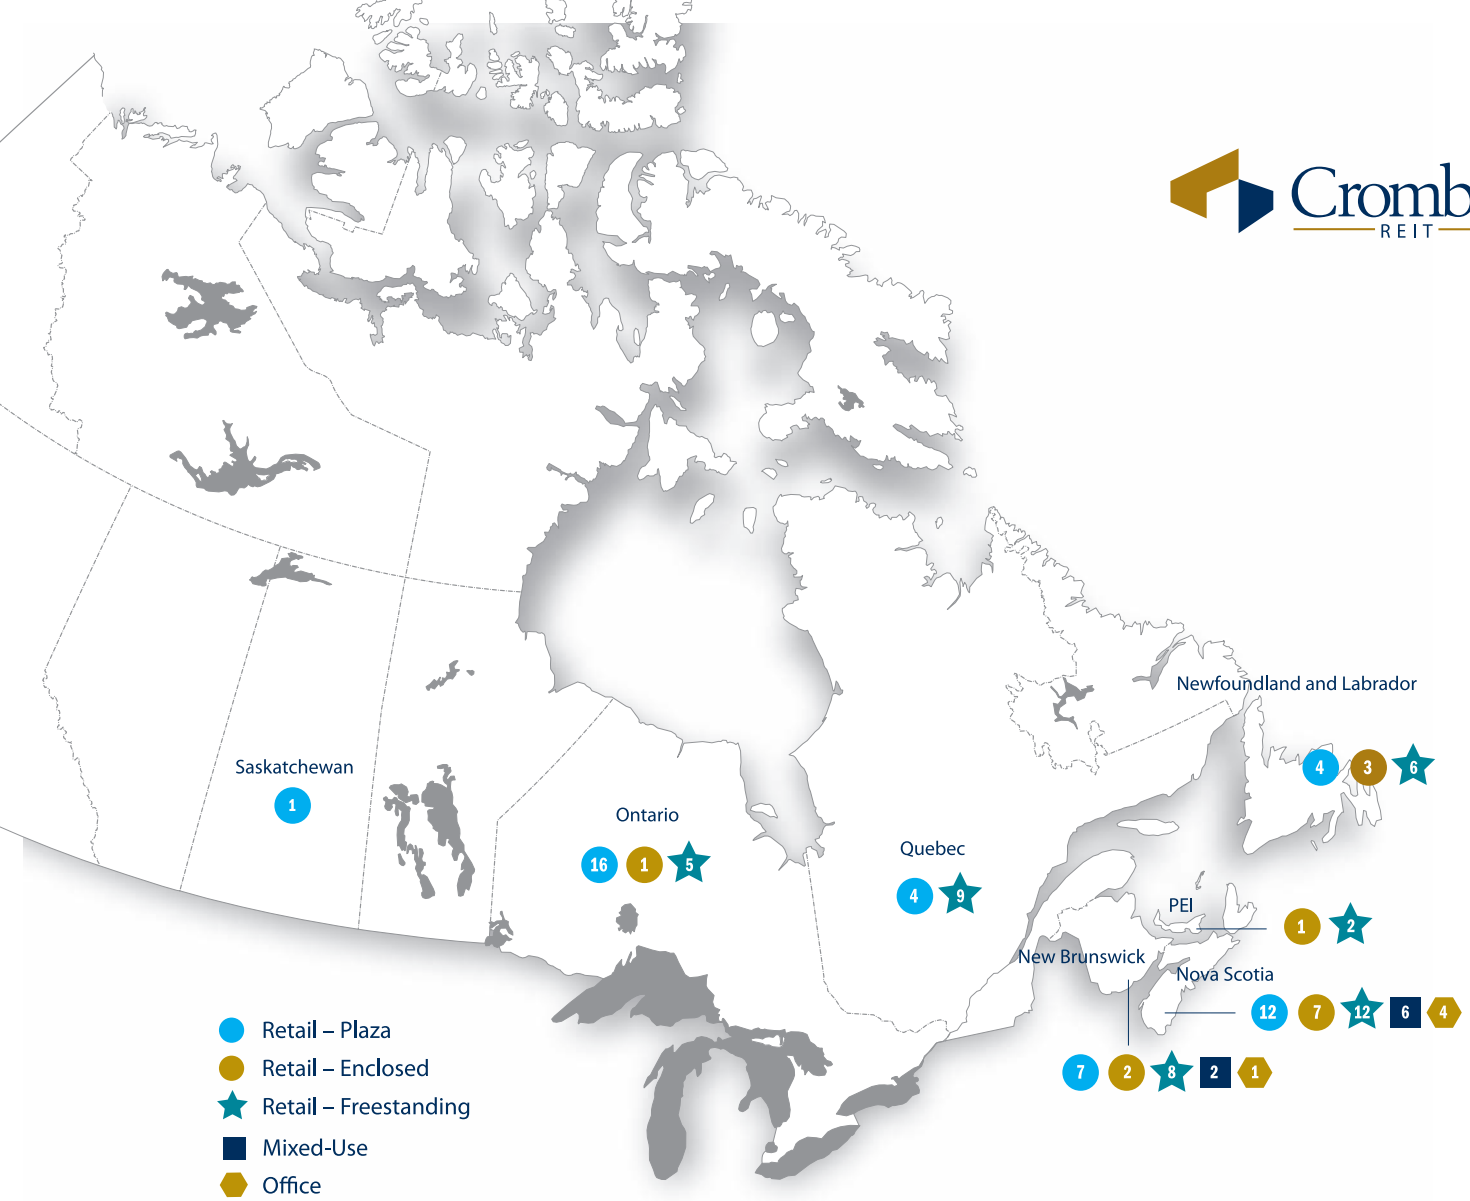 Cromb
REIT
Newfoundland and Labrador
4 3 6
Saskatchewan
1
Ontario
16 1 5
Quebec
4 9
PEI
1 2
New Brunswick
Nova Scotia
12 7 12 6 4
7 2 8 2 1
Retail – Plaza
Retail – Enclosed
Retail – Freestanding
Mixed-Use
Office